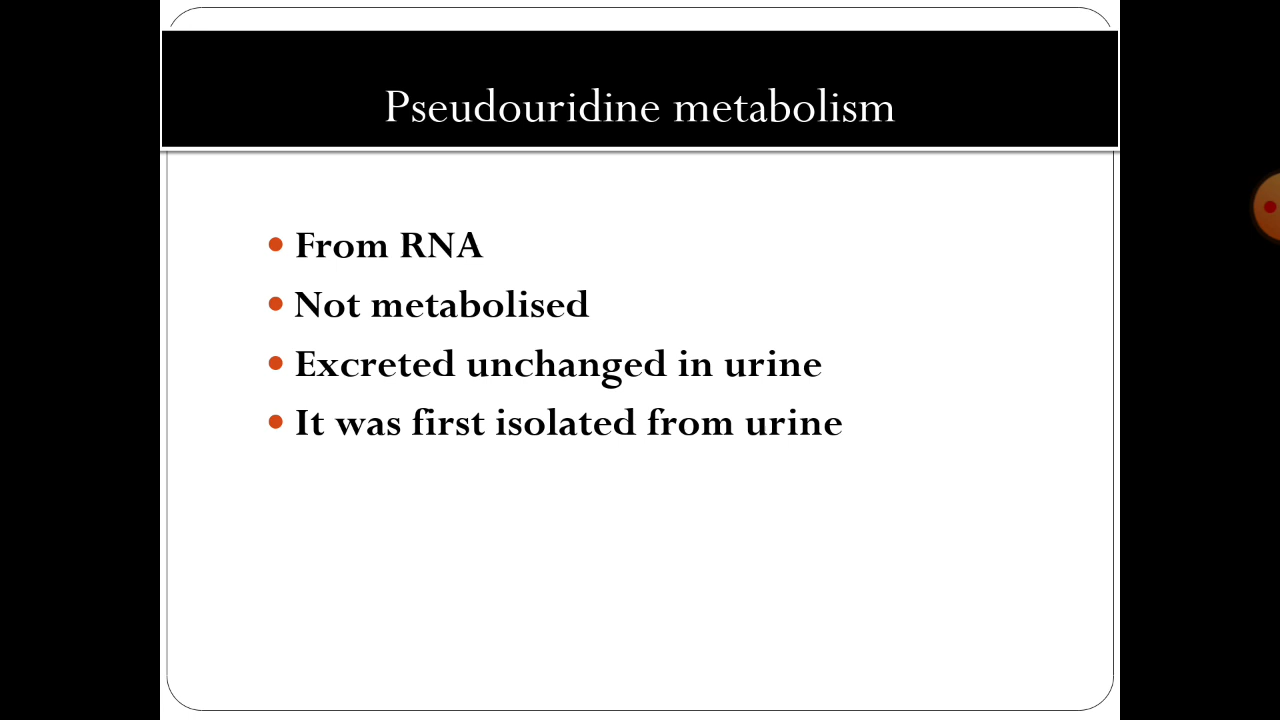 Pseudouridine metabolism
From RNA
Not metabolised
Excreted unchanged in urine
It was first isolated from urine